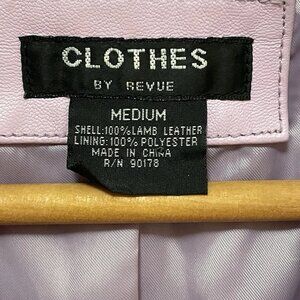 CLOTHES
BY REVUE
MEDIUM
SHELL:100%LAMB LEATHER
LINING:100%POLYESTER
MADE IN CHINA
R/N 90178